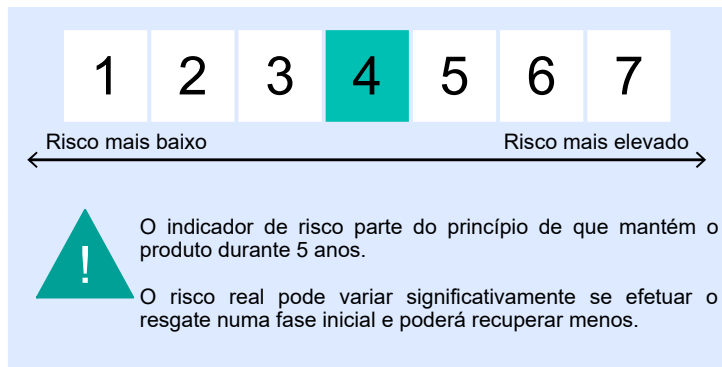 1 2 3 4 5 6 7
Risco mais baixo Risco mais elevado
!
O indicador de risco parte do princípio de que mantém o
produto durante 5 anos.
O risco real pode variar significativamente se efetuar o
resgate numa fase inicial e poderá recuperar menos.